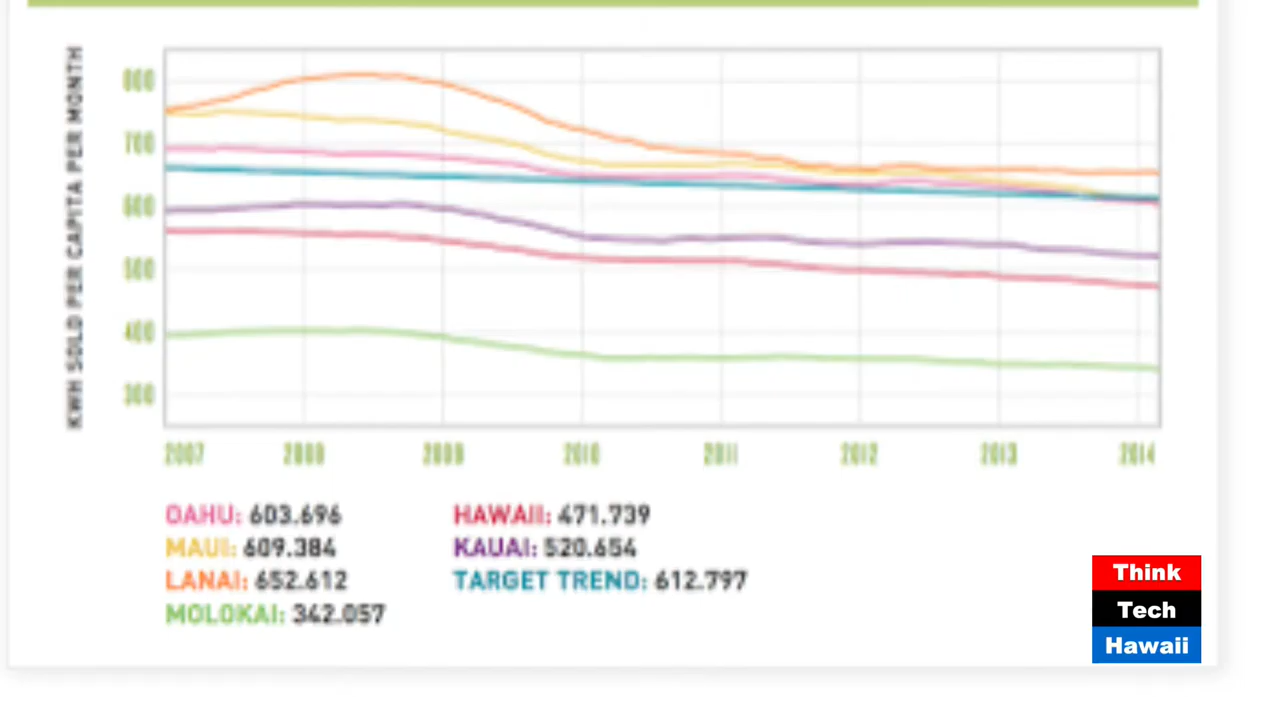 KWH SOLD PER CAPITA PER MONTH
800
700
600
500
400
300
2007 2008 2009 2010 2011 2012 2013 2014
OAHU: 603.696 HAWAII: 471.739
MAUI: 609.384 KAUAI: 520.654
LANAI: 652.612 TARGET TREND: 612.797
MOLOKAI: 342.057
Think
Tech
Hawaii